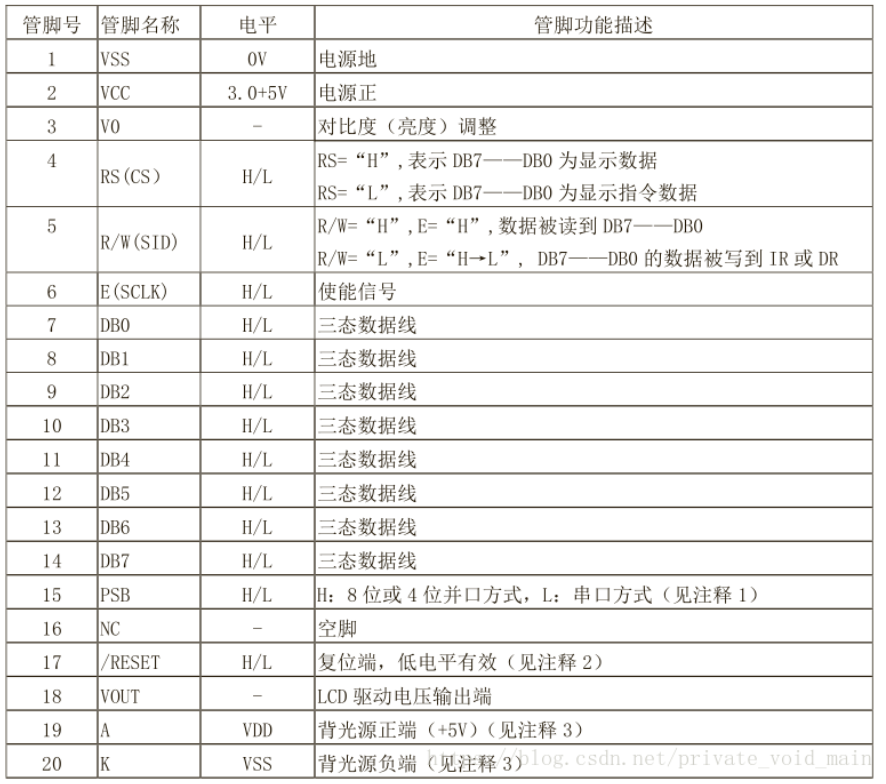 管脚号 管脚名称 电平 管脚功能描述
1 VSS 0V 电源地
2 VCC 3.0+5V 电源正
3 V0 - 对比度（亮度）调整
4 RS(CS) H/L RS=“H”,表示 DB7——DB0 为显示数据
RS=“L”,表示 DB7——DB0 为显示指令数据
5 R/W(SID) H/L R/W=“H”,E=“H”,数据被读到 DB7——DB0
R/W=“L”,E=“H→L”, DB7——DB0 的数据被写到 IR 或 DR
6 E(SCLK) H/L 使能信号
7 DB0 H/L 三态数据线
8 DB1 H/L 三态数据线
9 DB2 H/L 三态数据线
10 DB3 H/L 三态数据线
11 DB4 H/L 三态数据线
12 DB5 H/L 三态数据线
13 DB6 H/L 三态数据线
14 DB7 H/L 三态数据线
15 PSB H/L H：8 位或 4 位并口方式，L：串口方式（见注释 1）
16 NC - 空脚
17 /RESET H/L 复位端，低电平有效（见注释 2）
18 VOUT - LCD 驱动电压输出端
19 A VDD 背光源正端（+5V）（见注释 3）
20 K VSS 背光源负端（见注释 3）
https://blog.csdn.net/private_void_main